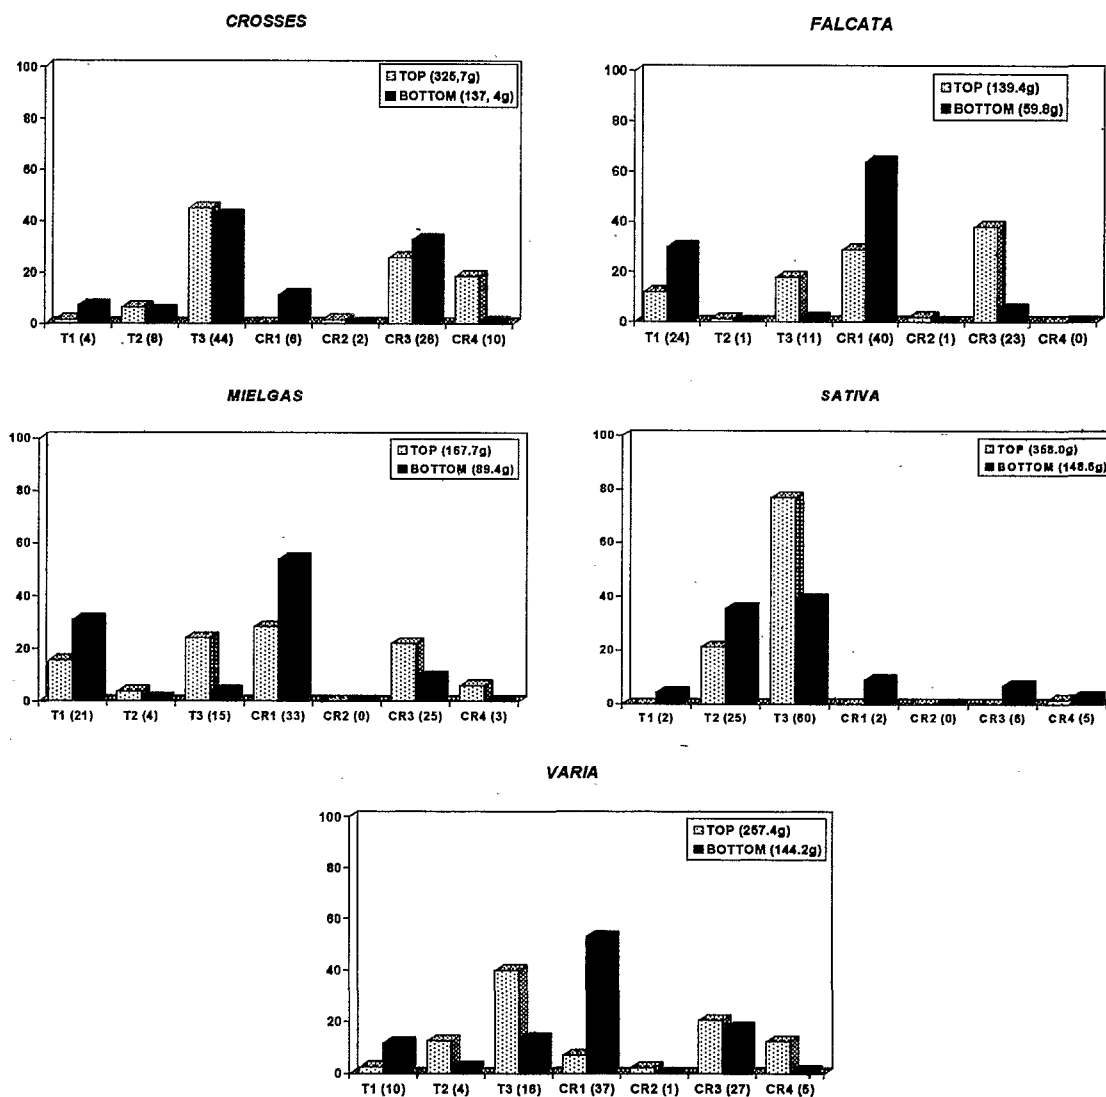 CROSSES
100
80
60
40
20
0
TOP (325,7g)
BOTTOM (137, 4g)
T1 (4) T2 (8) T3 (44) CR1 (6) CR2 (2) CR3 (26) CR4 (10)
FALCATA
100
80
60
40
20
0
TOP (139.4g)
BOTTOM (59.8g)
T1 (24) T2 (1) T3 (11) CR1 (40) CR2 (1) CR3 (23) CR4 (0)
MIELGAS
100
80
60
40
20
0
TOP (167.7g)
BOTTOM (89.4g)
T1 (21) T2 (4) T3 (15) CR1 (33) CR2 (0) CR3 (25) CR4 (3)
SATIVA
100
80
60
40
20
0
TOP (358.0g)
BOTTOM (148.6g)
T1 (2) T2 (25) T3 (60) CR1 (2) CR2 (0) CR3 (6) CR4 (5)
VARIA
100
80
60
40
20
0
TOP (257.4g)
BOTTOM (144.2g)
T1 (10) T2 (4) T3 (16) CR1 (37) CR2 (1) CR3 (27) CR4 (5)